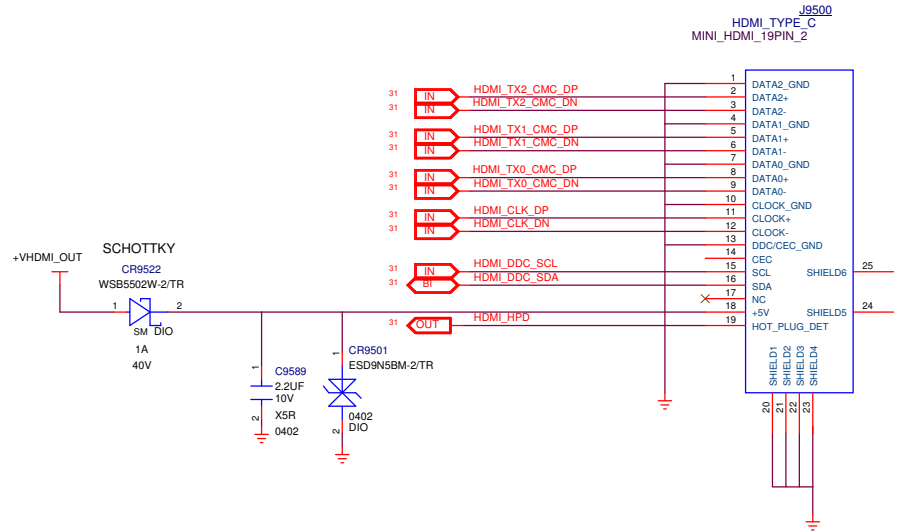 J9500
HDMI_TYPE_C
MINI_HDMI_19PIN_2
1 DATA2_GND
31 IN HDMI_TX2_CMC_DP 2 DATA2+
31 IN HDMI_TX2_CMC_DN 3 DATA2-
4 DATA1_GND
31 IN HDMI_TX1_CMC_DP 5 DATA1+
31 IN HDMI_TX1_CMC_DN 6 DATA1-
7 DATA0_GND
31 IN HDMI_TX0_CMC_DP 8 DATA0+
31 IN HDMI_TX0_CMC_DN 9 DATA0-
10 CLOCK_GND
31 IN HDMI_CLK_DP 11 CLOCK+
31 IN HDMI_CLK_DN 12 CLOCK-
13 DDC/CEC_GND
14 CEC
31 IN HDMI_DDC_SCL 15 SCL SHIELD6 25
31 BI HDMI_DDC_SDA 16 SDA
17 NC
18 +5V SHIELD5 24
31 OUT HDMI_HPD 19 HOT_PLUG_DET
SHIELD1 SHIELD2 SHIELD3 SHIELD4
20 21 22 23
+VHDMI_OUT
SCHOTTKY
CR9522
WSB5502W-2/TR
1 2
SM DIO
1A
40V
1
C9589
2.2UF
10V
X5R
2 0402
1
CR9501
ESD9N5BM-2/TR
0402
2 DIO